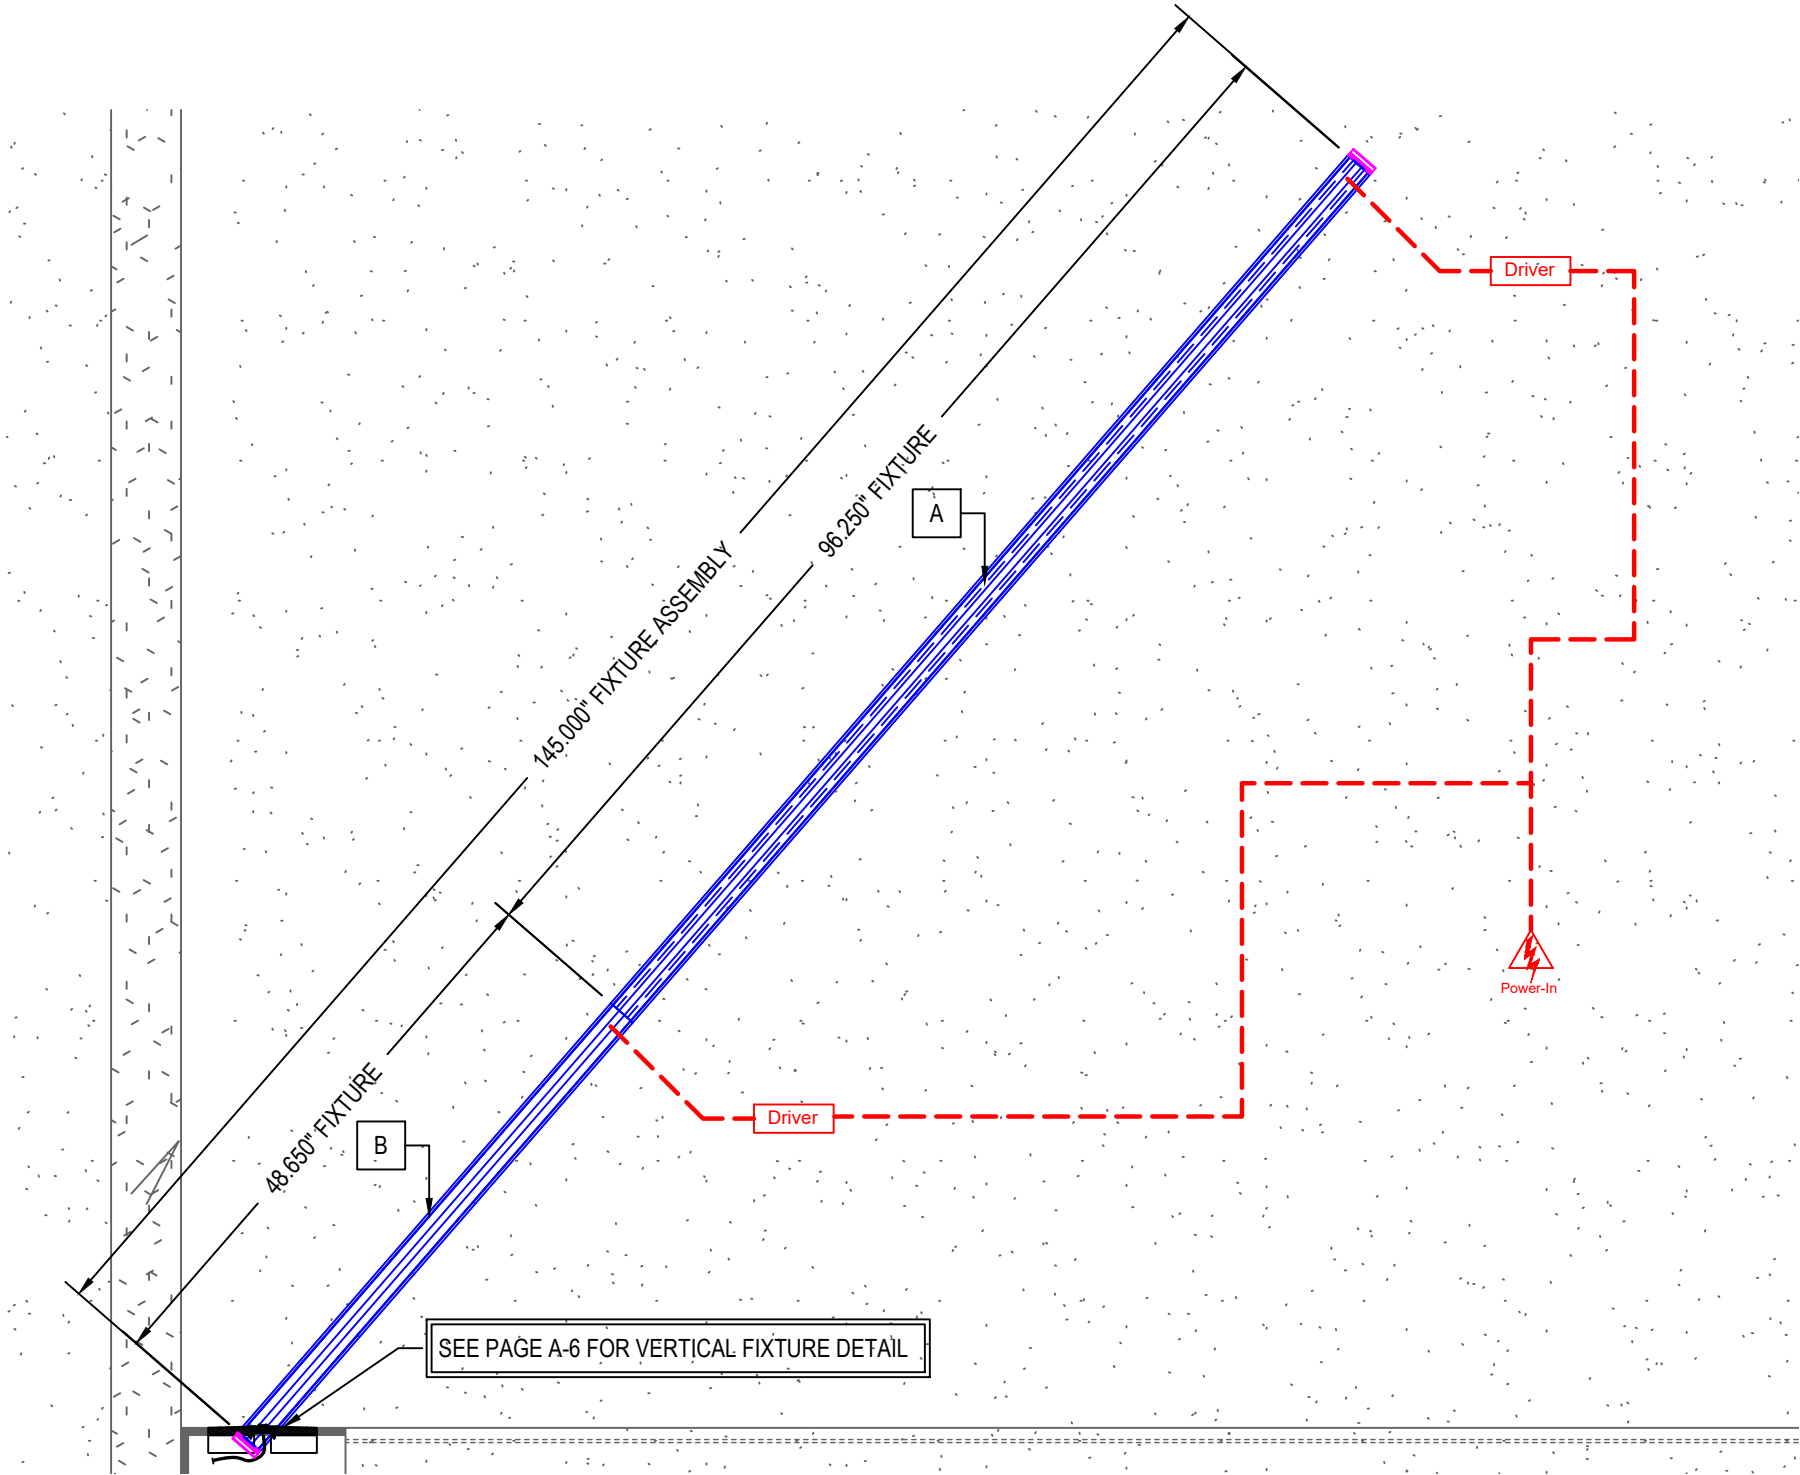 Driver
96.250" FIXTURE
A
145.000" FIXTURE ASSEMBLY
Power-In
48.650" FIXTURE
Driver
B
SEE PAGE A-6 FOR VERTICAL FIXTURE DETAIL